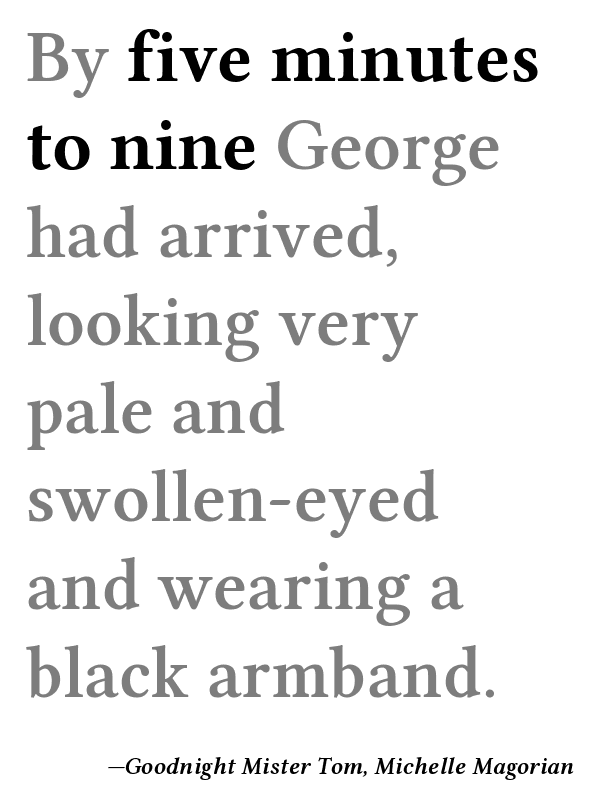 By five minutes
to nine George
had arrived,
looking very
pale and
swollen-eyed
and wearing a
black armband.
—Goodnight Mister Tom, Michelle Magorian